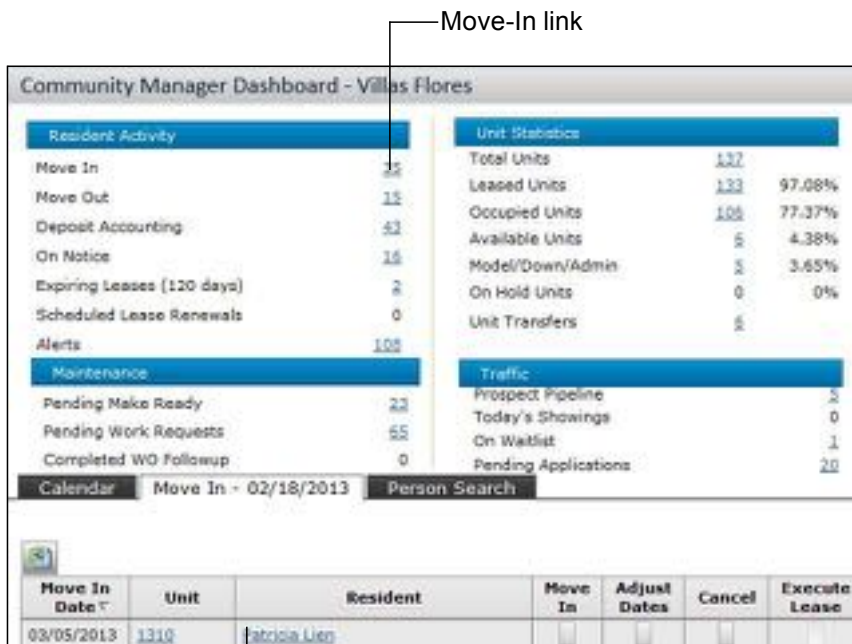 Move-In link
Community Manager Dashboard - Villas Flores
Resident Activity
Move In 25
Move Out 15
Deposit Accounting 43
On Notice 16
Expiring Leases (120 days) 2
Scheduled Lease Renewals 0
Alerts 108
Maintenance
Pending Make Ready 23
Pending Work Requests 65
Completed WO Followup 0
Unit Statistics
Total Units 137
Leased Units 133 97.08%
Occupied Units 106 77.37%
Available Units 6 4.38%
Model/Down/Admin 5 3.65%
On Hold Units 0 0%
Unit Transfers 6
Traffic
Prospect Pipeline 5
Today's Showings 0
On Waitlist 1
Pending Applications 20
Calendar Move In - 02/18/2013 Person Search
Move In Date Unit Resident Move In Adjust Dates Cancel Execute Lease
03/05/2013 1310 Patricia Lien